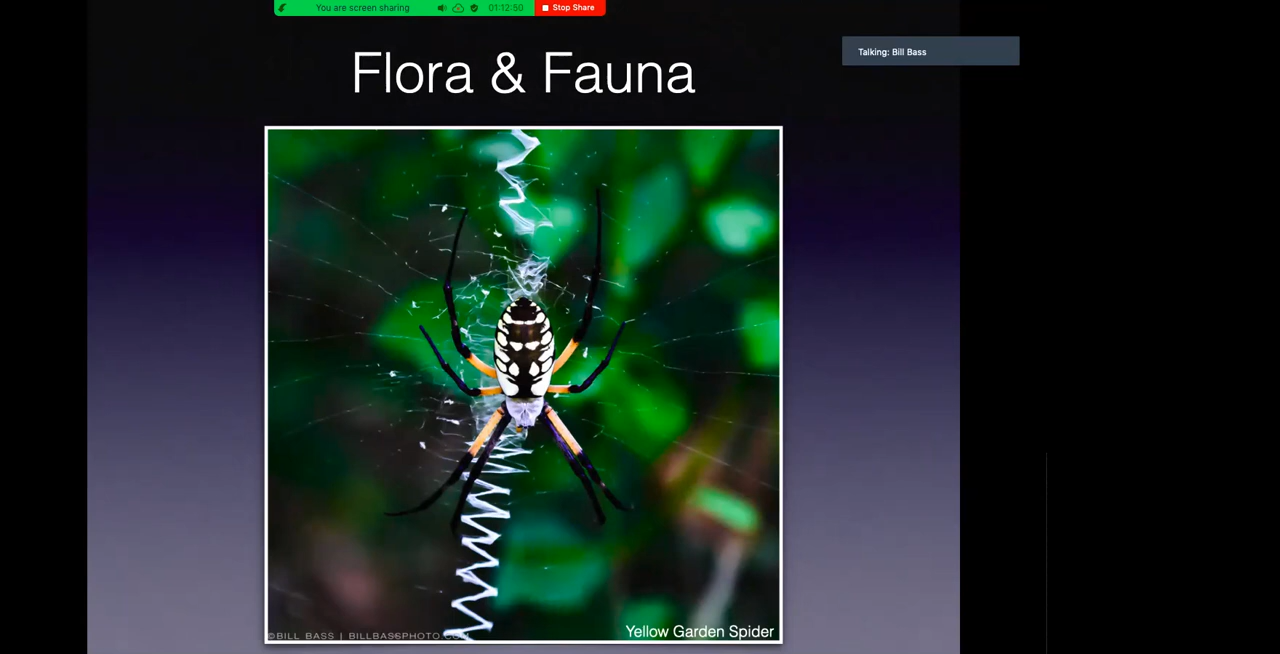 You are screen sharing
01:12:50
Stop Share
Talking: Bill Bass
Flora & Fauna
Yellow Garden Spider
©BILL BASS | BILLBASSPHOTO.COM